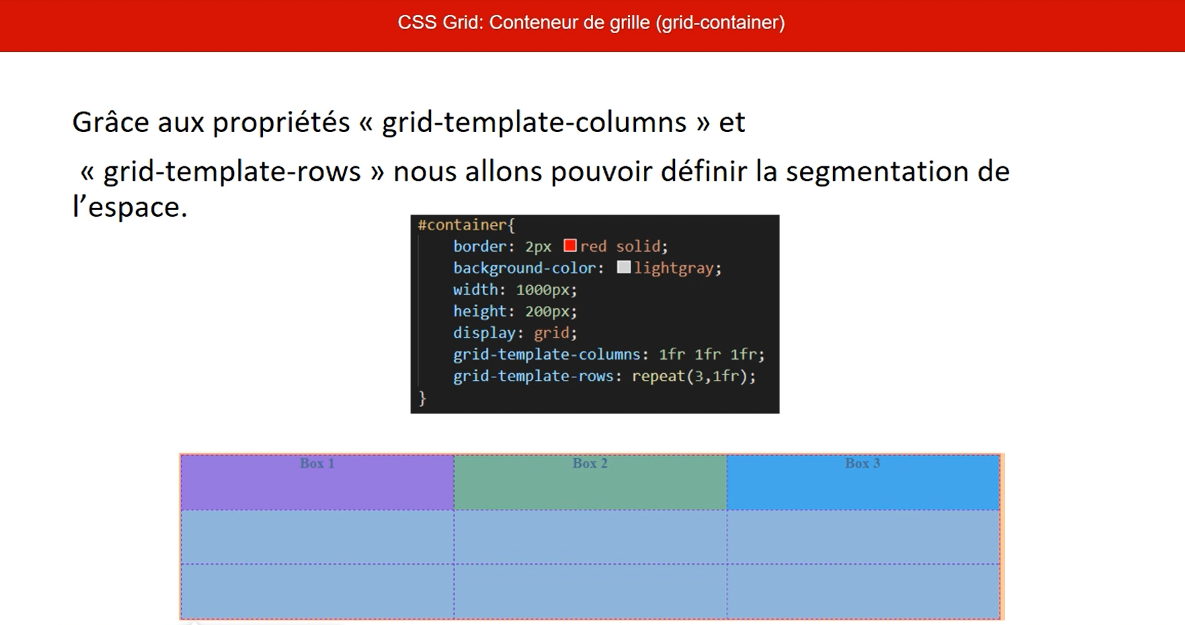 CSS Grid: Conteneur de grille (grid-container)
Grâce aux propriétés « grid-template-columns » et
« grid-template-rows » nous allons pouvoir définir la segmentation de
l’espace.
#container{
border: 2px red solid;
background-color: lightgray;
width: 1000px;
height: 200px;
display: grid;
grid-template-columns: 1fr 1fr 1fr;
grid-template-rows: repeat(3,1fr);
}
Box 1 Box 2 Box 3